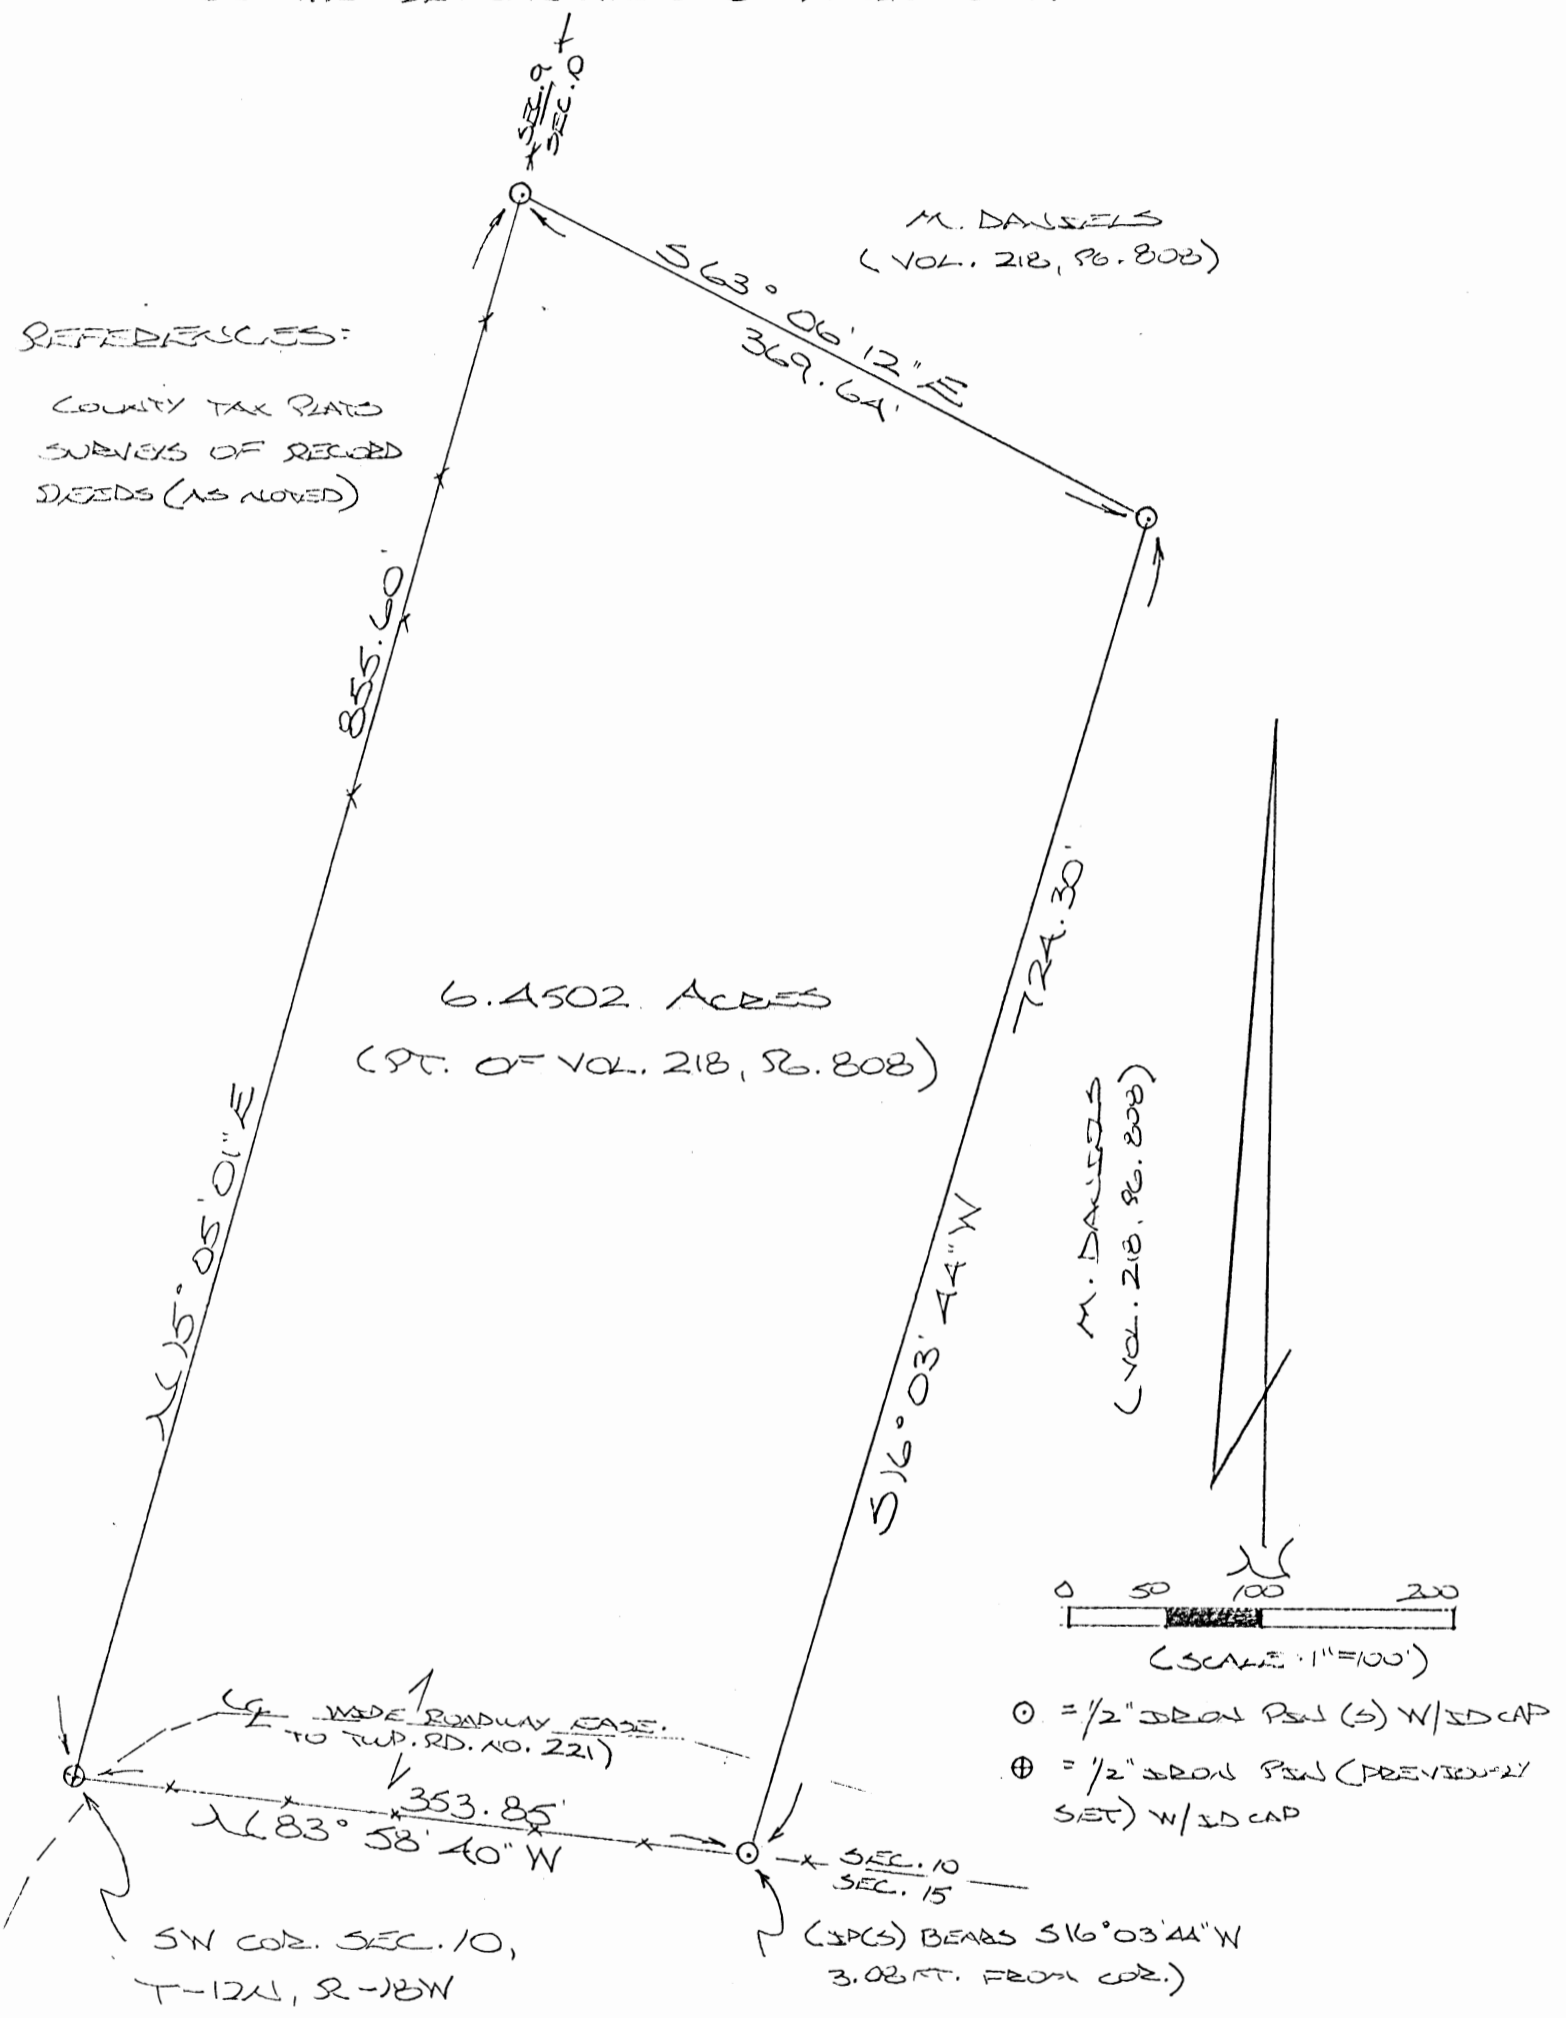 SEC. 9
SEC. 10
M. DANIELS
(VOL. 218, PG. 808)
S 63° 06' 12" E
369.64'
REFERENCES:
COUNTY TAX PLATS
SURVEYS OF RECORD
DEEDS (AS NOTED)
855.60'
N 15° 05' 01" E
6.4502 ACRES
(PT. OF VOL. 218, PG. 808)
724.30'
S 16° 03' 44" W
M. DANIELS
(VOL. 218, PG. 808)
N
0 50 100 200
(SCALE: 1"=100')
⊙ = 1/2" IRON PIN (S) W/ID CAP
⊕ = 1/2" IRON PIN (PREVIOUSLY
SET) W/ID CAP
(℄ WIDE ROADWAY EASE.
TO TWP. RD. NO. 221)
353.85'
N 83° 58' 40" W
SEC. 10
SEC. 15
SW COR. SEC. 10,
T-12N, R-18W
(IP(S) BEARS S16°03'44"W
3.08 FT. FROM COR.)